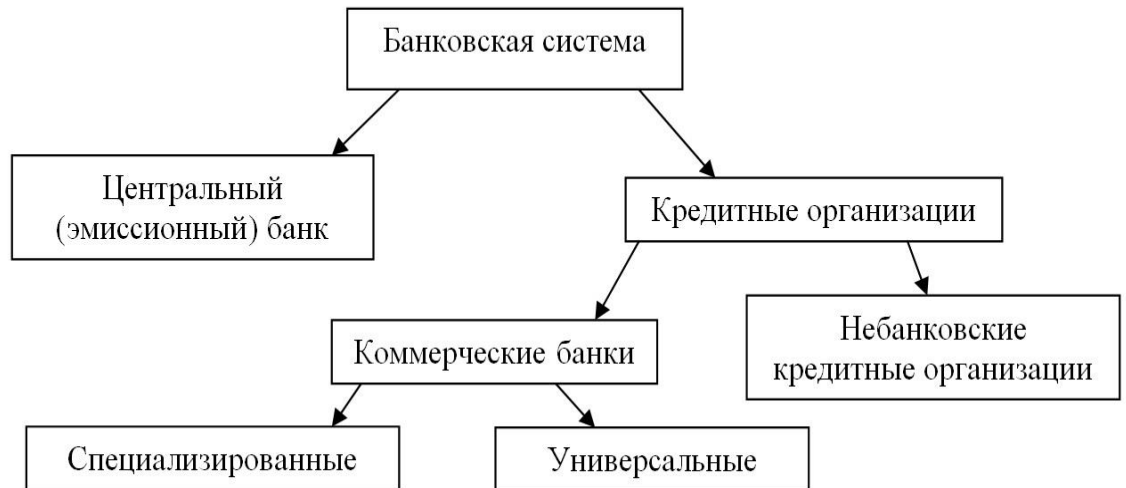 Банковская система
Центральный
(эмиссионный) банк
Кредитные организации
Коммерческие банки
Небанковские
кредитные организации
Специализированные
Универсальные